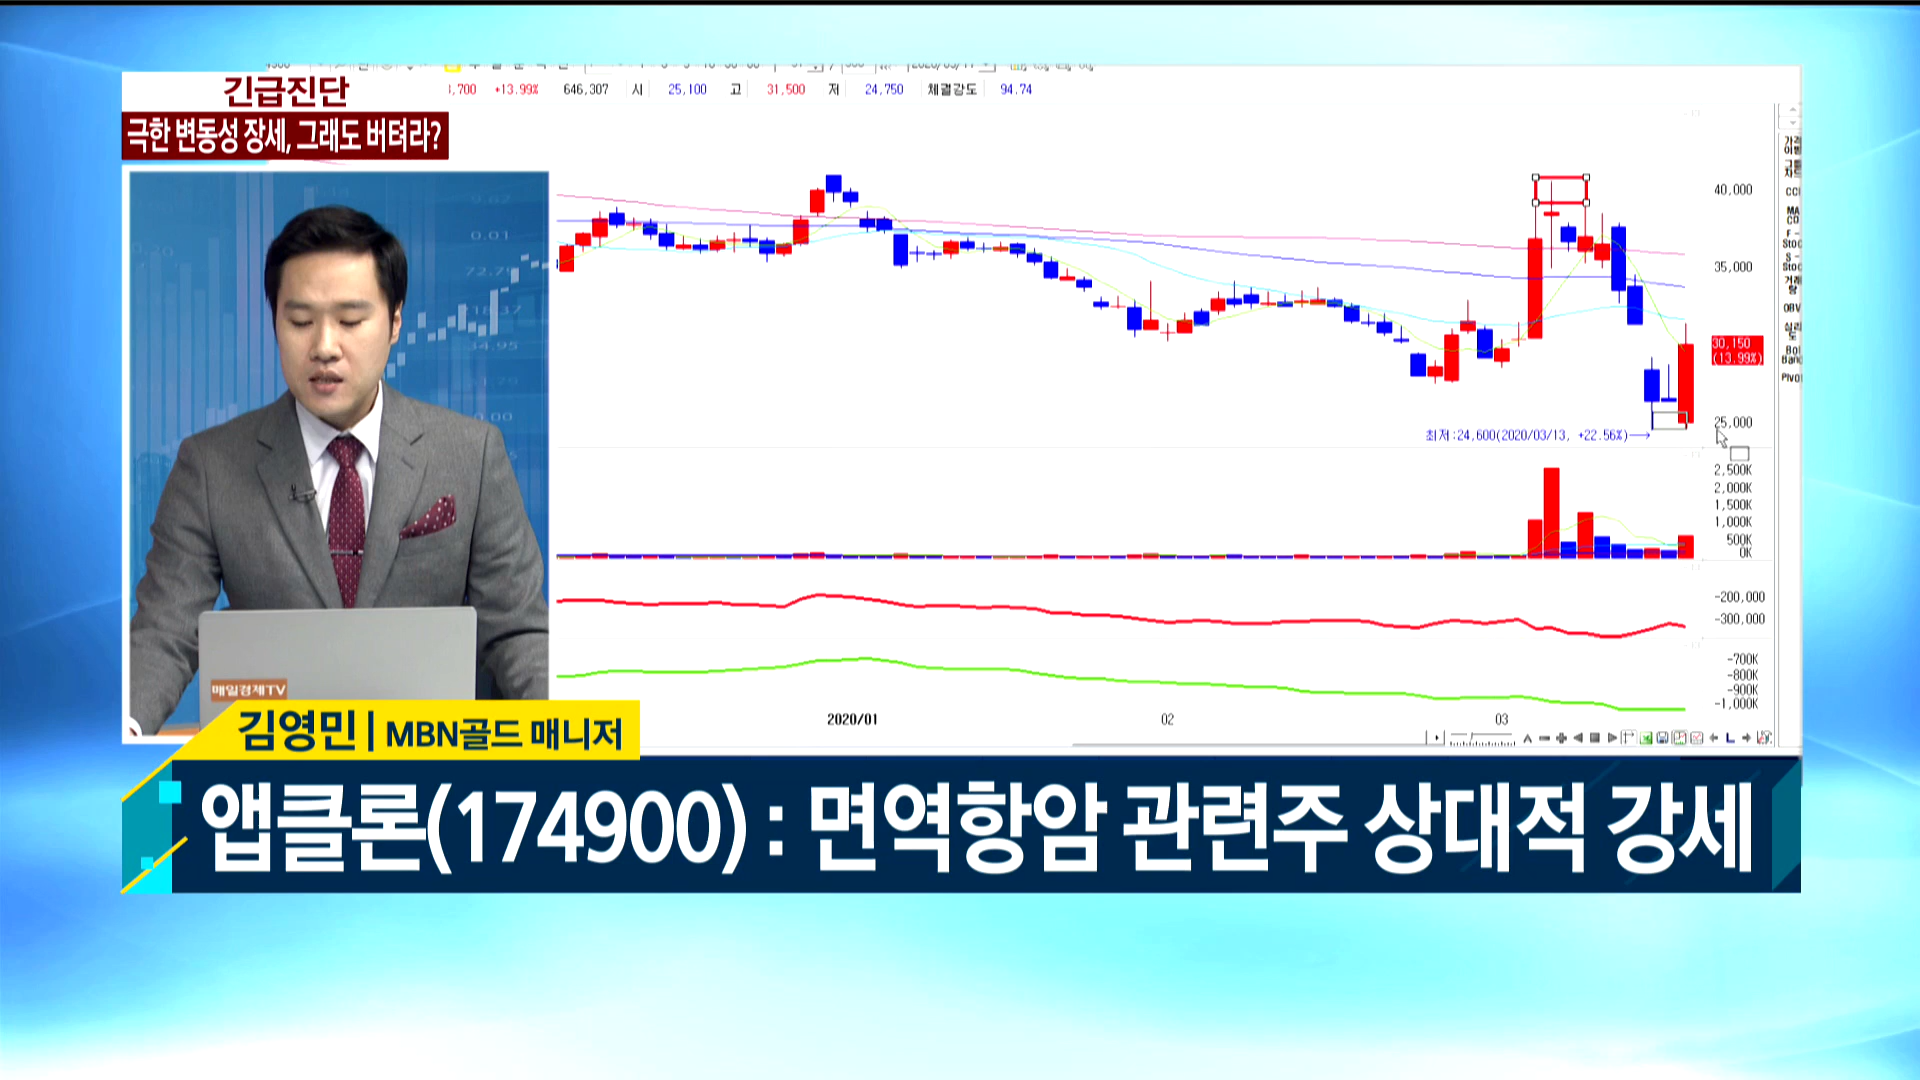 긴급진단
극한 변동성 장세, 그래도 버텨라?
+13.99% 646,307 시 25,100 고 31,500 저 24,750 체결강도 94.74
40,000
35,000
30,150
(13.99%)
25,000
최저:24,600(2020/03/13, +22.56%)
2,500K
2,000K
1,500K
1,000K
500K
0K
-200,000
-300,000
-700K
-800K
-900K
-1,000K
2020/01 02 03
매일경제TV
김영민 | MBN골드 매니저
앱클론(174900) : 면역항암 관련주 상대적 강세